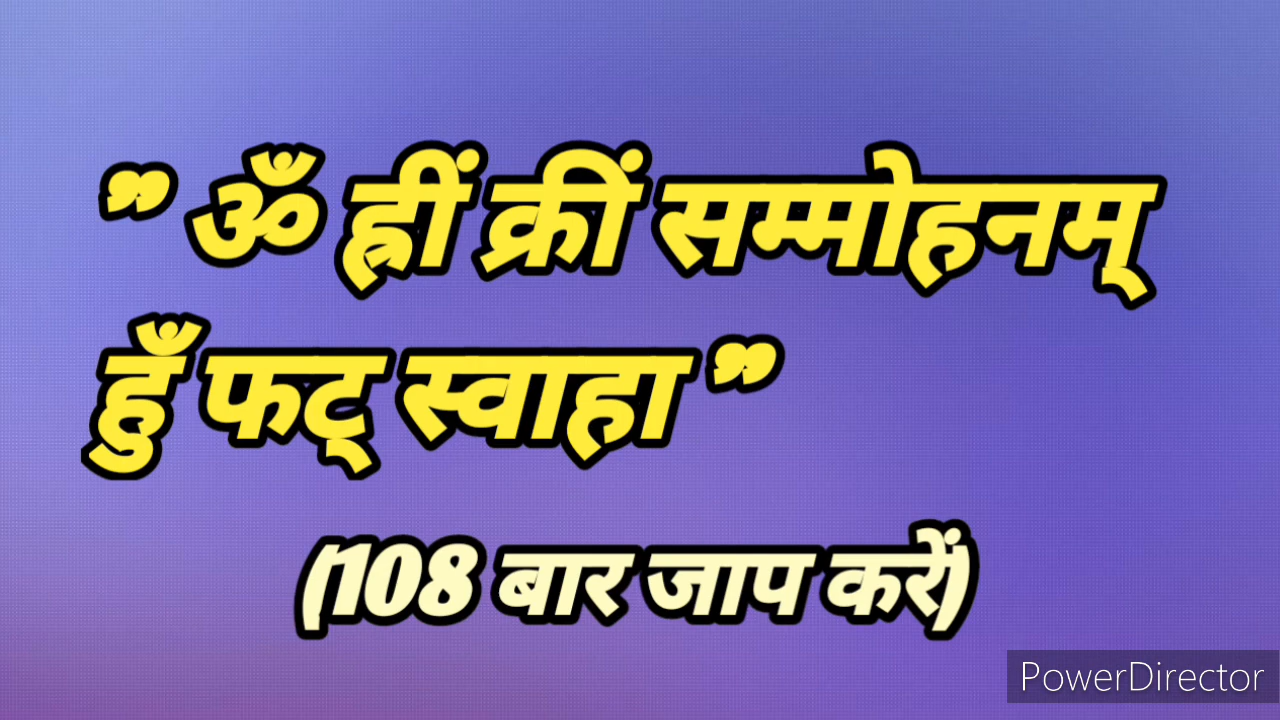 ” ॐ ह्रीं क्रीं सम्मोहनम्
हुँ फट् स्वाहा ”
(108 बार जाप करें)
PowerDirector